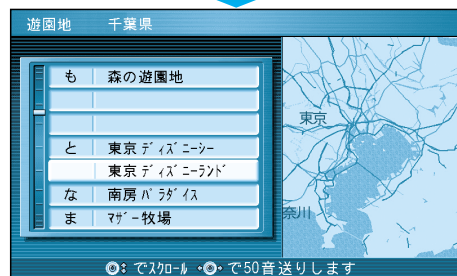 遊園地 千葉県
も 森の遊園地
と 東京ディズニーシー
東京ディズニーランド
な 南房パラダイス
ま マザー牧場
東京
奈川
でスクロール で50音送りします